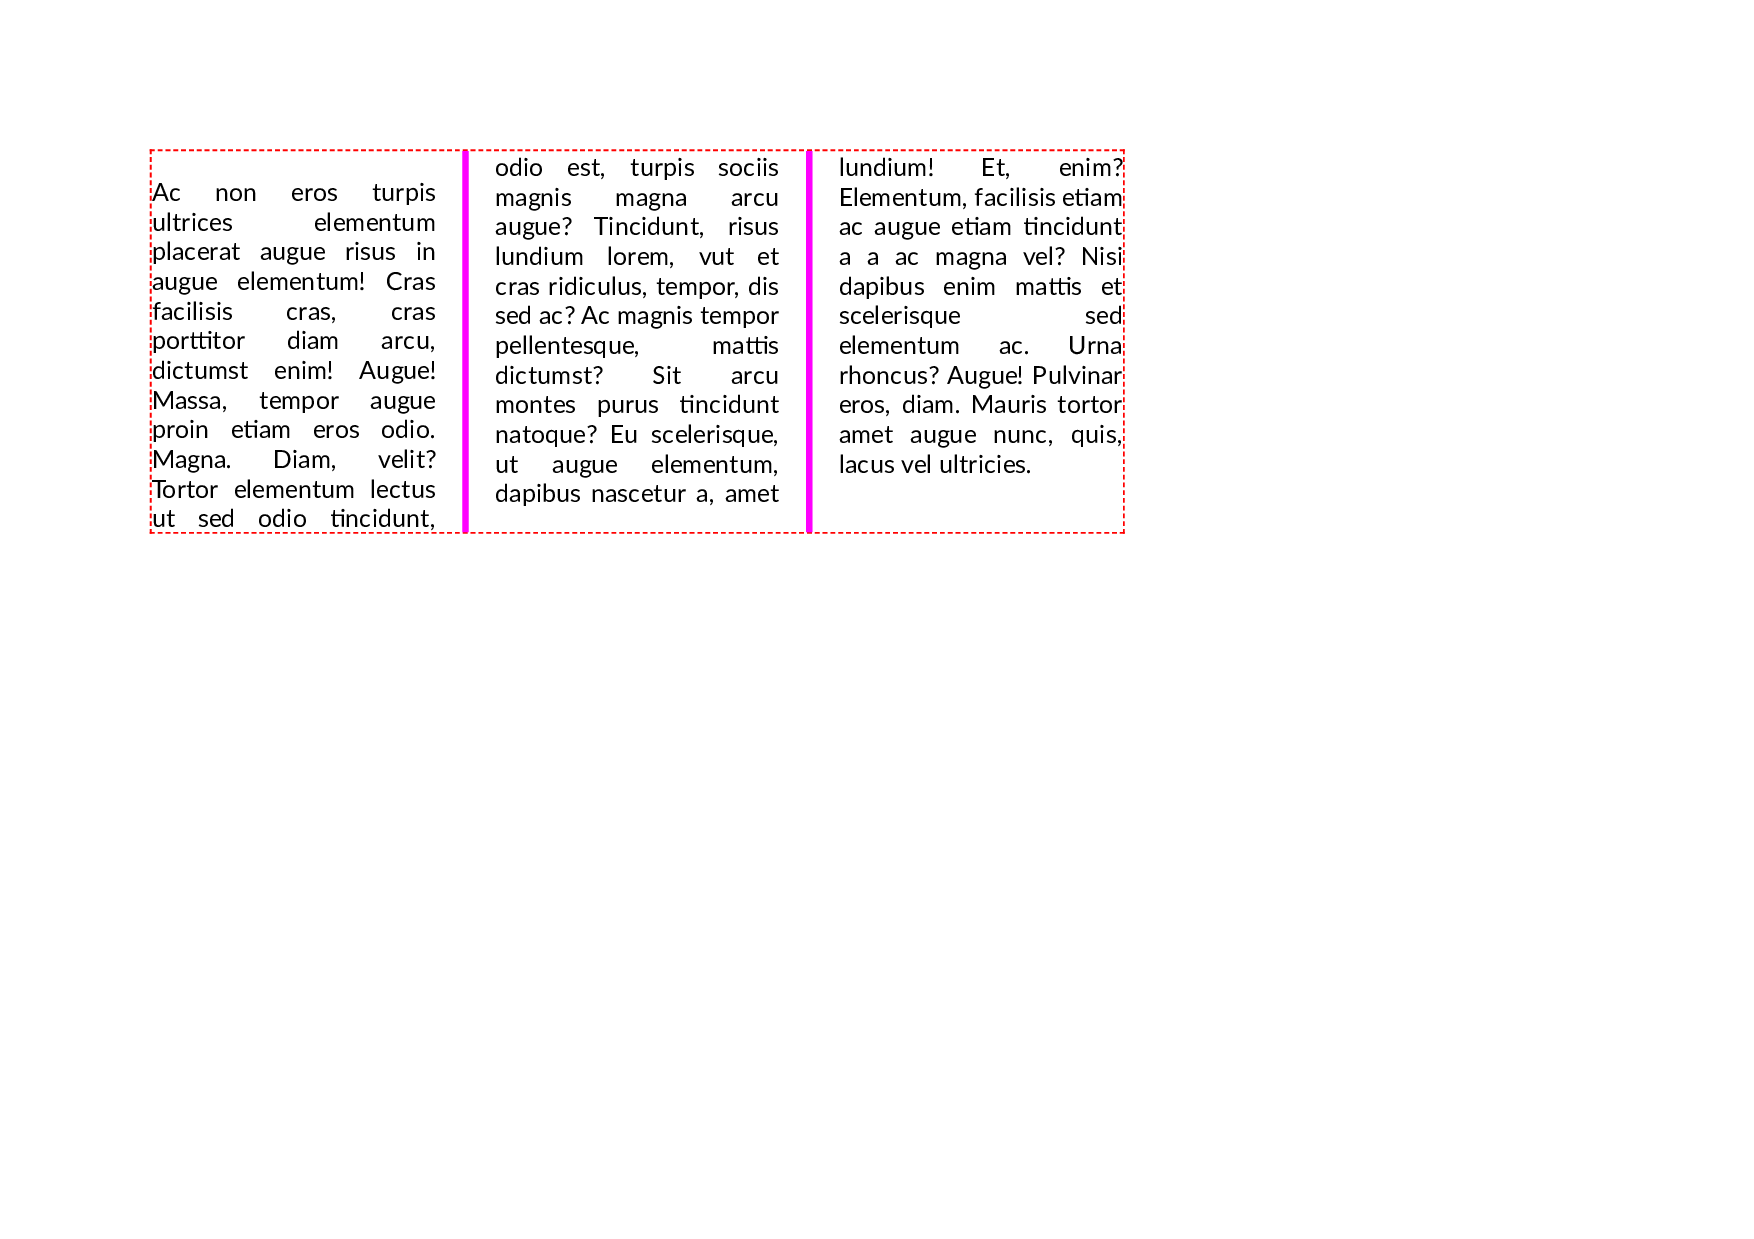 Ac non eros turpis
ultrices elementum
placerat augue risus in
augue elementum! Cras
facilisis cras, cras
porttitor diam arcu,
dictumst enim! Augue!
Massa, tempor augue
proin etiam eros odio.
Magna. Diam, velit?
Tortor elementum lectus
ut sed odio tincidunt,
odio est, turpis sociis
magnis magna arcu
augue? Tincidunt, risus
lundium lorem, vut et
cras ridiculus, tempor, dis
sed ac? Ac magnis tempor
pellentesque, mattis
dictumst? Sit arcu
montes purus tincidunt
natoque? Eu scelerisque,
ut augue elementum,
dapibus nascetur a, amet
lundium! Et, enim?
Elementum, facilisis etiam
ac augue etiam tincidunt
a a ac magna vel? Nisi
dapibus enim mattis et
scelerisque sed
elementum ac. Urna
rhoncus? Augue! Pulvinar
eros, diam. Mauris tortor
amet augue nunc, quis,
lacus vel ultricies.